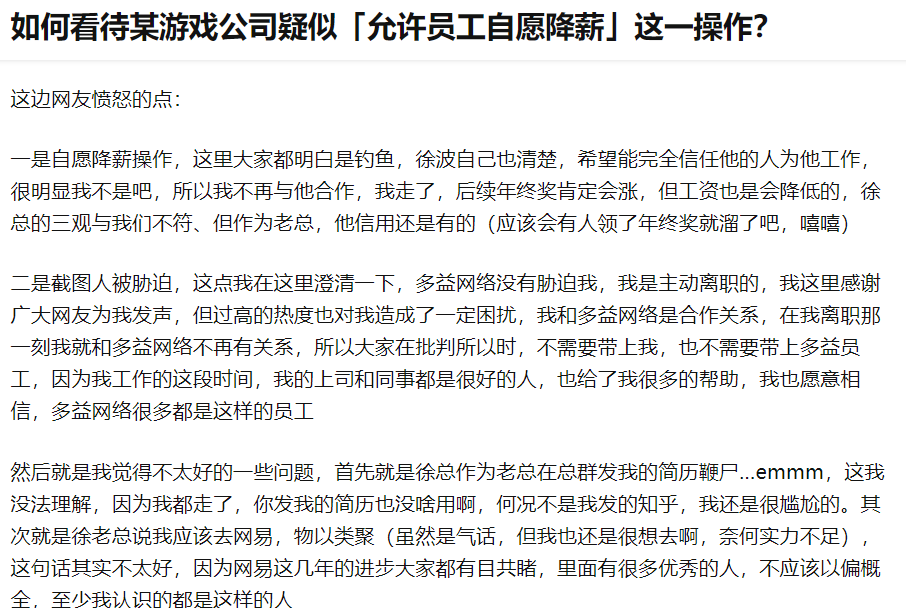 如何看待某游戏公司疑似「允许员工自愿降薪」这一操作？
这边网友愤怒的点：
一是自愿降薪操作，这里大家都明白是钓鱼，徐波自己也清楚，希望能完全信任他的人为他工作，
很明显我不是吧，所以我不再与他合作，我走了，后续年终奖肯定会涨，但工资也是会降低的，徐
总的三观与我们不符、但作为老总，他信用还是有的（应该会有人领了年终奖就溜了吧，嘻嘻）
二是截图人被胁迫，这点我在这里澄清一下，多益网络没有胁迫我，我是主动离职的，我这里感谢
广大网友为我发声，但过高的热度也对我造成了一定困扰，我和多益网络是合作关系，在我离职那
一刻我就和多益网络不再有关系，所以大家在批判所以时，不需要带上我，也不需要带上多益员
工，因为我工作的这段时间，我的上司和同事都是很好的人，也给了我很多的帮助，我也愿意相
信，多益网络很多都是这样的员工
然后就是我觉得不太好的一些问题，首先就是徐总作为老总在总群发我的简历鞭尸...emmm，这我
没法理解，因为我都走了，你发我的简历也没啥用啊，何况不是我发的知乎，我还是很尴尬的。其
次就是徐老总说我应该去网易，物以类聚（虽然是气话，但我也还是很想去啊，奈何实力不足），
这句话其实不太好，因为网易这几年的进步大家都有目共睹，里面有很多优秀的人，不应该以偏概
全，至少我认识的都是这样的人